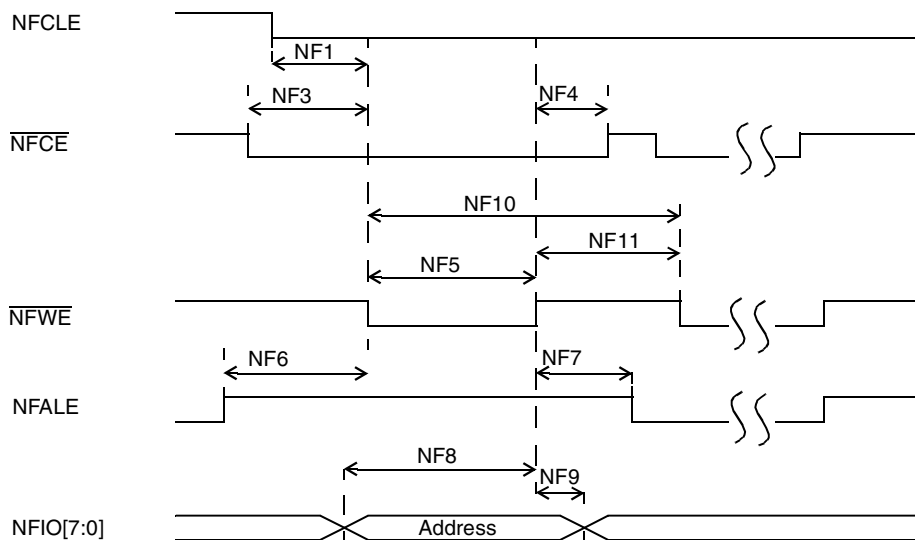 NFCLE
NF1
NF3
NF4
NFCE
NF10
NF11
NF5
NFWE
NF6
NF7
NFALE
NF8
NF9
NFIO[7:0]
Address